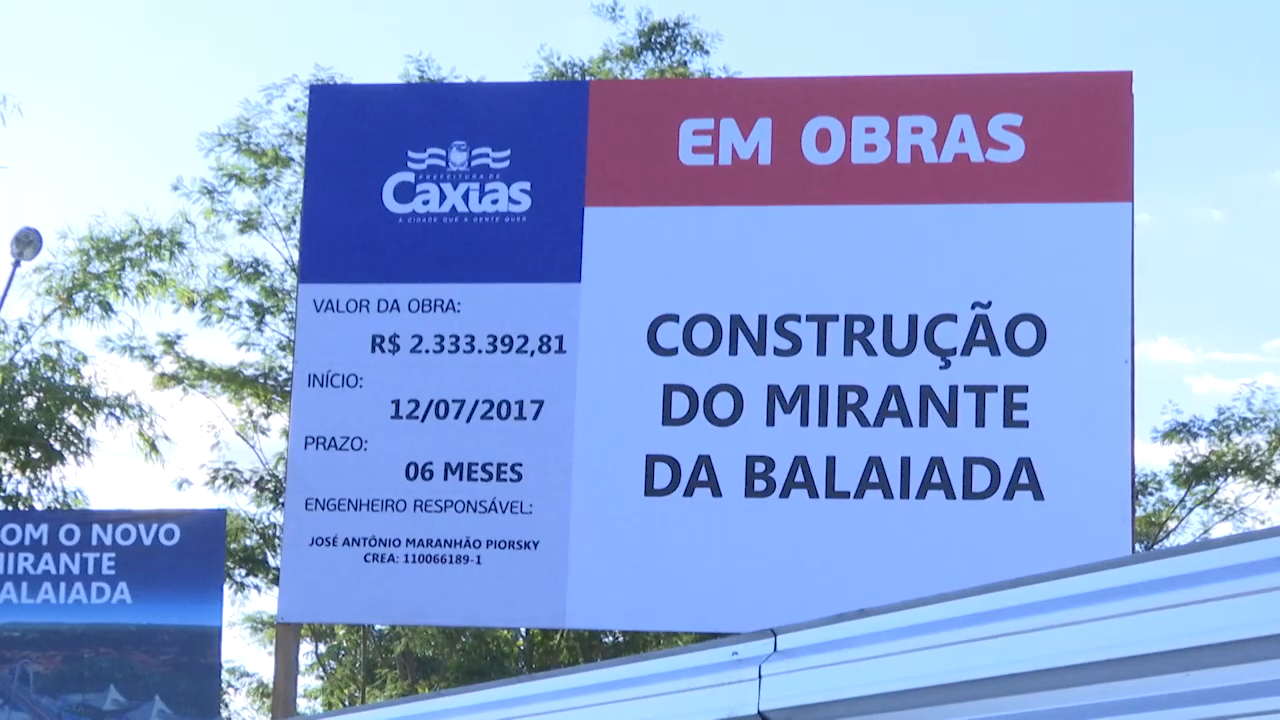 PREFEITURA DE
Caxias
A CIDADE QUE A GENTE QUER
EM OBRAS
VALOR DA OBRA:
R$ 2.333.392,81
INÍCIO:
12/07/2017
PRAZO:
06 MESES
ENGENHEIRO RESPONSÁVEL:
JOSÉ ANTÔNIO MARANHÃO PIORSKY
CREA: 110066189-1
CONSTRUÇÃO
DO MIRANTE
DA BALAIADA
OM O NOVO
IRANTE
ALAIADA